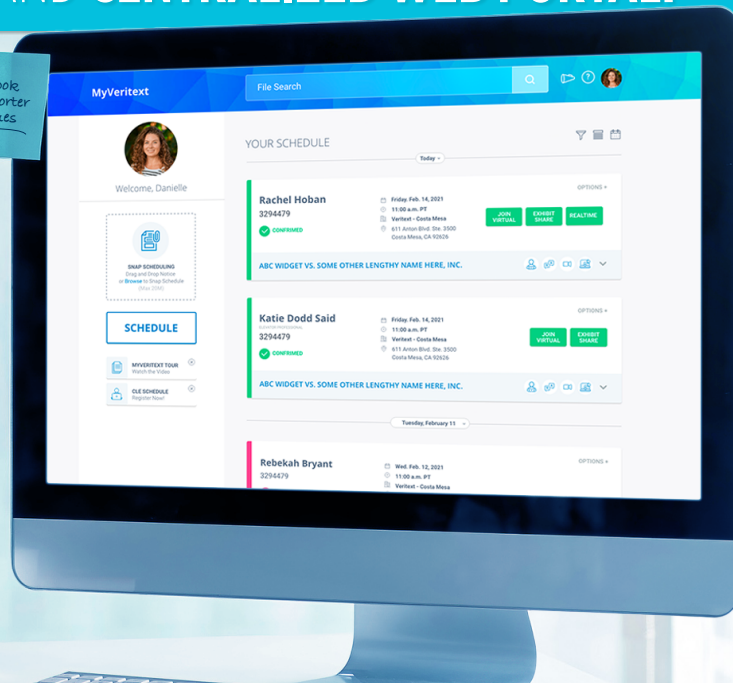 AND CENTRALIZED WEB PORTAL.
MyVeritext
File Search
Welcome, Danielle
SNAP SCHEDULING
Drag and Drop Notice
or Browse to Snap Schedule
(Max 20M)
SCHEDULE
MYVERITEXT TOUR
Watch the Video
CLE SCHEDULE
Register Now!
YOUR SCHEDULE
Today
OPTIONS +
Rachel Hoban
3294479
CONFIRMED
Friday. Feb. 14, 2021
11:00 a.m. PT
Veritext - Costa Mesa
611 Anton Blvd. Ste. 3500
Costa Mesa, CA 92626
JOIN VIRTUAL
EXHIBIT SHARE
REALTIME
ABC WIDGET VS. SOME OTHER LENGTHY NAME HERE, INC.
OPTIONS +
Katie Dodd Said
3294479
CONFIRMED
Friday. Feb. 14, 2021
11:00 a.m. PT
Veritext - Costa Mesa
611 Anton Blvd. Ste. 3500
Costa Mesa, CA 92626
JOIN VIRTUAL
EXHIBIT SHARE
ABC WIDGET VS. SOME OTHER LENGTHY NAME HERE, INC.
Tuesday, February 11
OPTIONS +
Rebekah Bryant
3294479
Wed. Feb. 12, 2021
11:00 a.m. PT
Veritext - Costa Mesa